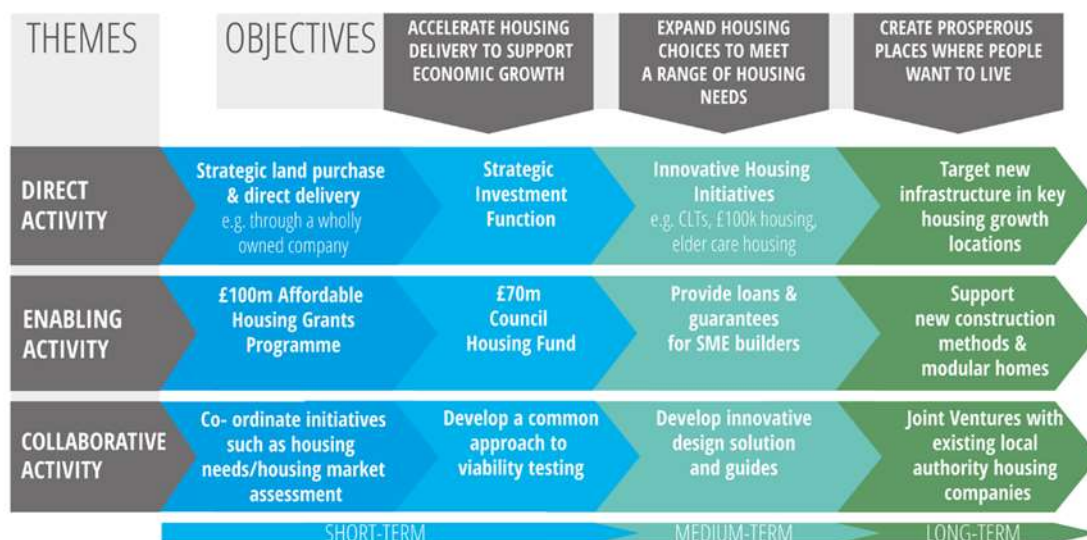 THEMES
OBJECTIVES
ACCELERATE HOUSING
DELIVERY TO SUPPORT
ECONOMIC GROWTH
EXPAND HOUSING
CHOICES TO MEET
A RANGE OF HOUSING
NEEDS
CREATE PROSPEROUS
PLACES WHERE PEOPLE
WANT TO LIVE
DIRECT
ACTIVITY
Strategic land purchase
& direct delivery
e.g. through a wholly
owned company
Strategic
Investment
Function
Innovative Housing
Initiatives
e.g. CLTs, £100k housing,
elder care housing
Target new
infrastructure in key
housing growth
locations
ENABLING
ACTIVITY
£100m Affordable
Housing Grants
Programme
£70m
Council
Housing Fund
Provide loans &
guarantees
for SME builders
Support
new construction
methods &
modular homes
COLLABORATIVE
ACTIVITY
Co- ordinate initiatives
such as housing
needs/housing market
assessment
Develop a common
approach to
viability testing
Develop innovative
design solution
and guides
Joint Ventures with
existing local
authority housing
companies
SHORT-TERM
MEDIUM-TERM
LONG-TERM